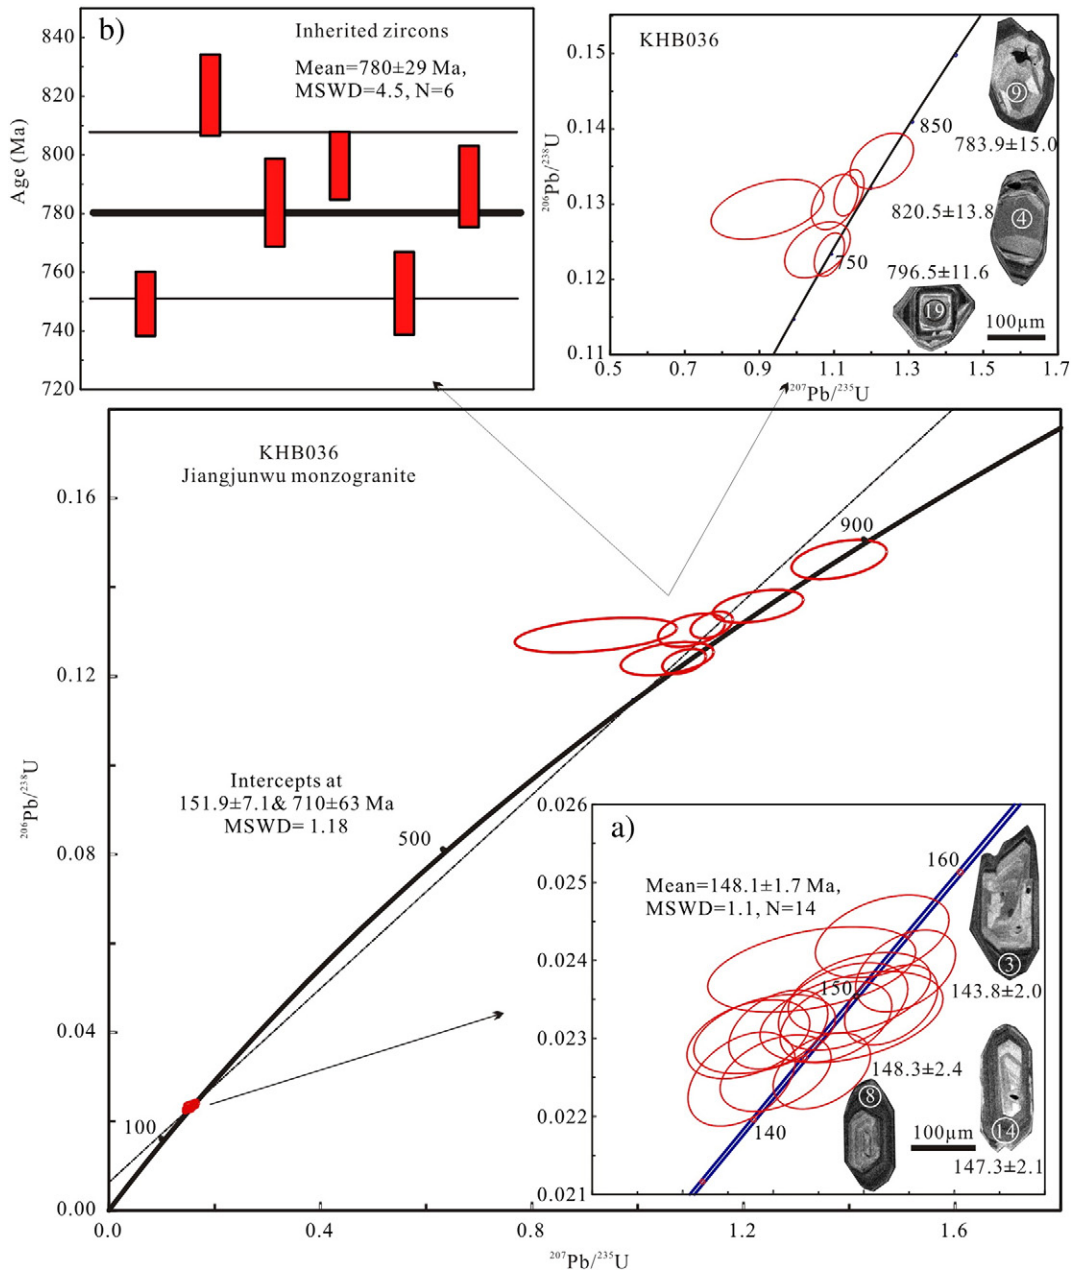 b)
Inherited zircons
Mean=780±29 Ma,
MSWD=4.5, N=6
Age (Ma)
840
820
800
780
760
740
720
KHB036
206Pb/238U
0.15
0.14
0.13
0.12
0.11
850
750
9
783.9±15.0
4
820.5±13.8
796.5±11.6
19
100μm
0.5
0.7
0.9
1.1
1.3
1.5
1.7
207Pb/235U
KHB036
Jiangjunwu monzogranite
206Pb/238U
0.16
0.12
0.08
0.04
0.00
900
500
100
Intercepts at
151.9±7.1& 710±63 Ma
MSWD= 1.18
0.0
0.4
0.8
1.2
1.6
207Pb/235U
a)
Mean=148.1±1.7 Ma,
MSWD=1.1, N=14
0.026
0.025
0.024
0.023
0.022
0.021
160
150
140
3
143.8±2.0
148.3±2.4
8
100μm
14
147.3±2.1